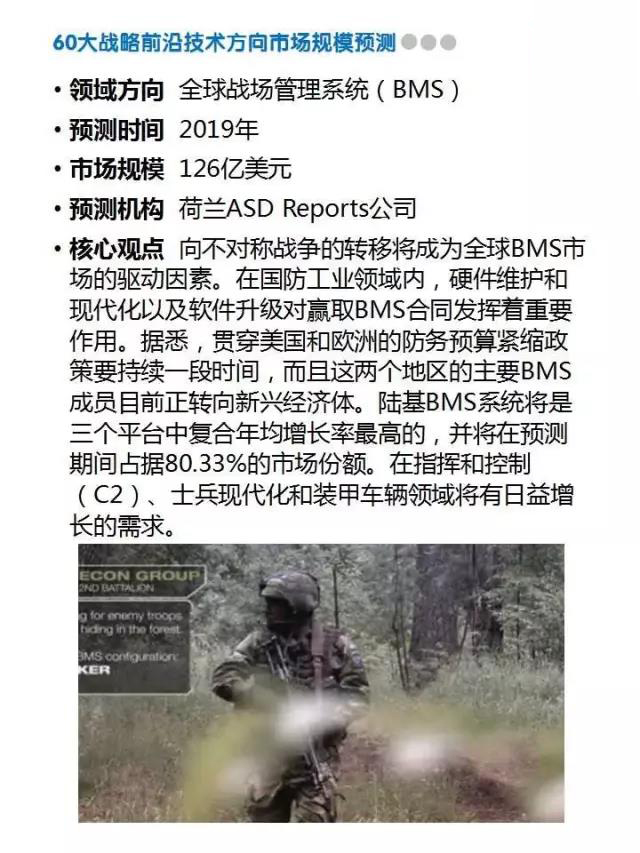 60大战略前沿技术方向市场规模预测
• 领域方向 全球战场管理系统（BMS）
• 预测时间 2019年
• 市场规模 126亿美元
• 预测机构 荷兰ASD Reports公司
• 核心观点 向不对称战争的转移将成为全球BMS市
场的驱动因素。在国防工业领域内，硬件维护和
现代化以及软件升级对赢取BMS合同发挥着重要
作用。据悉，贯穿美国和欧洲的防务预算紧缩政
策要持续一段时间，而且这两个地区的主要BMS
成员目前正转向新兴经济体。陆基BMS系统将是
三个平台中复合年均增长率最高的，并将在预测
期间占据80.33%的市场份额。在指挥和控制
（C2）、士兵现代化和装甲车辆领域将有日益增
长的需求。
ECON GROUP
2ND BATTALION
ng for enemy troops
hiding in the forest.
BMS configuration:
KER